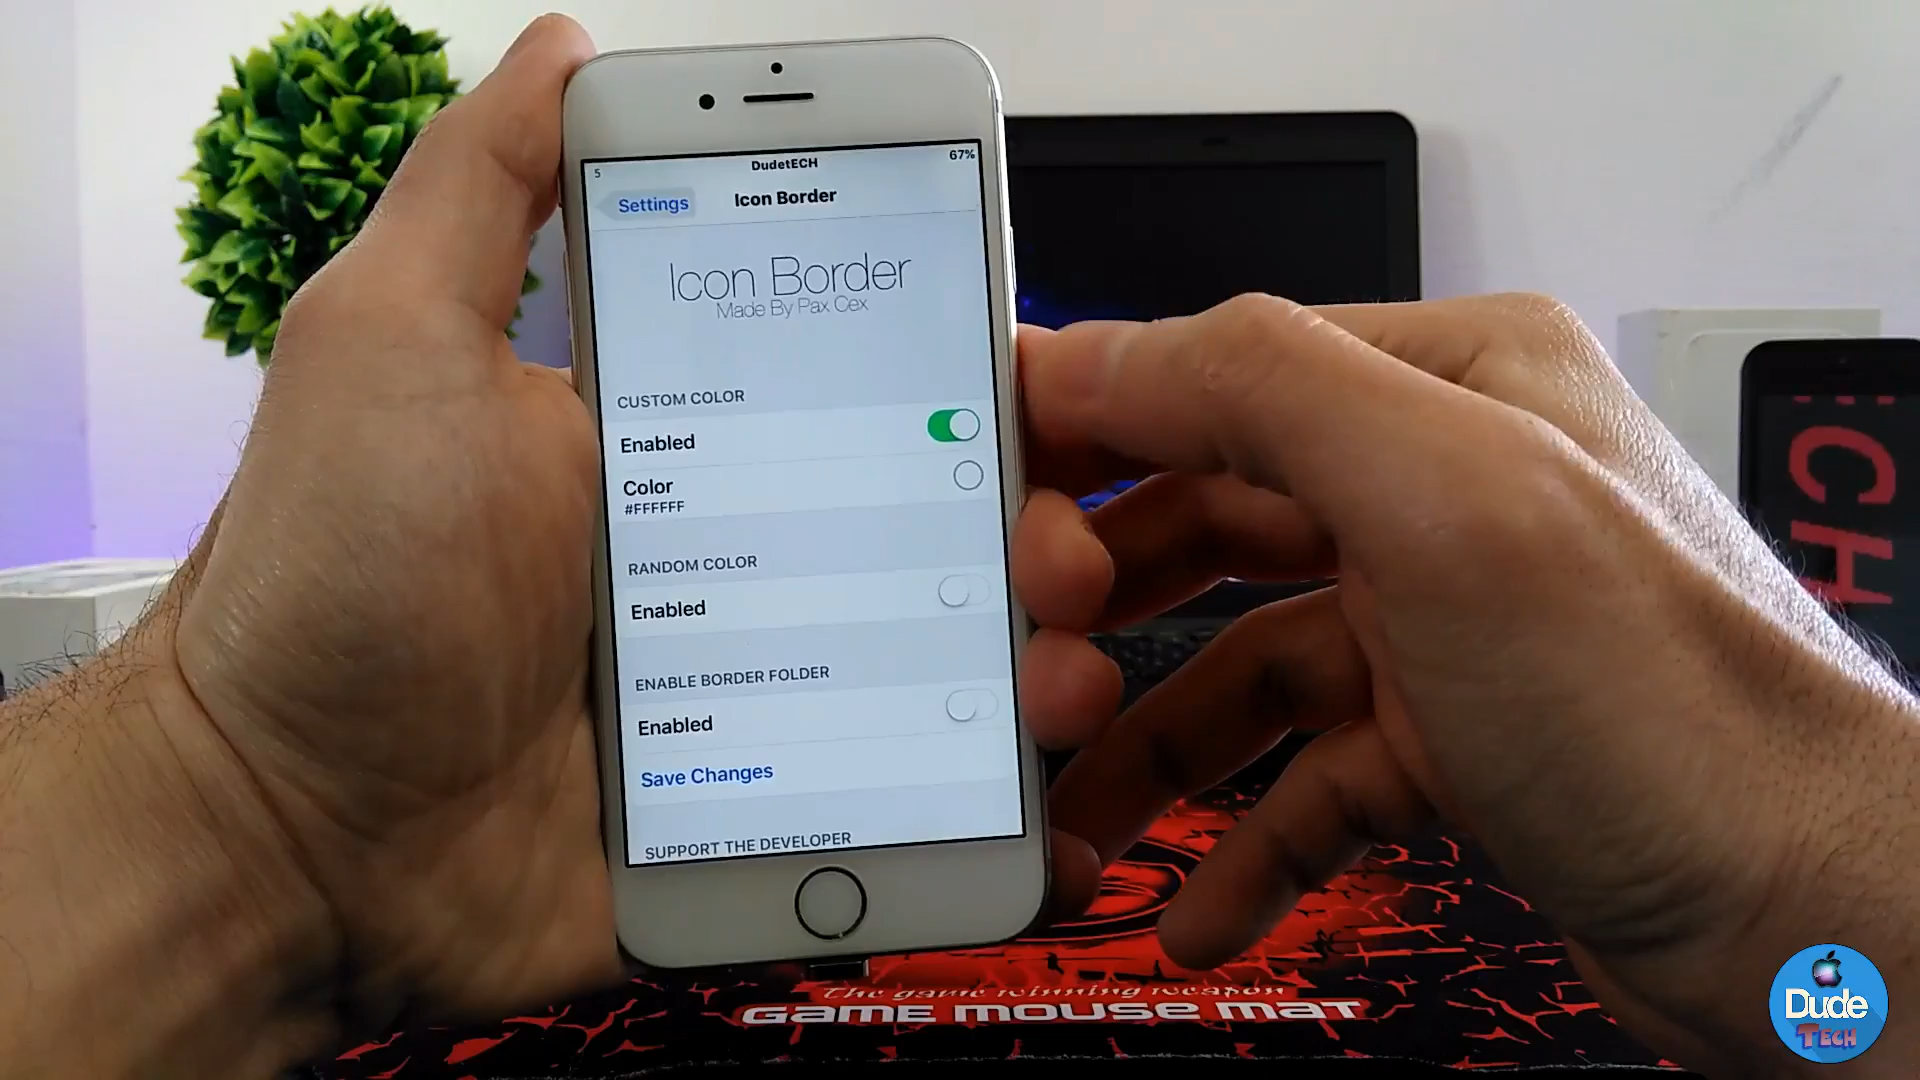 5
DudetECH
67%
Settings
Icon Border
Icon Border
Made By Pax Cex
CUSTOM COLOR
Enabled
Color
#FFFFFF
RANDOM COLOR
Enabled
ENABLE BORDER FOLDER
Enabled
Save Changes
SUPPORT THE DEVELOPER
The game winning weapon
GAME MOUSE MAT
CH
Dude
TECH